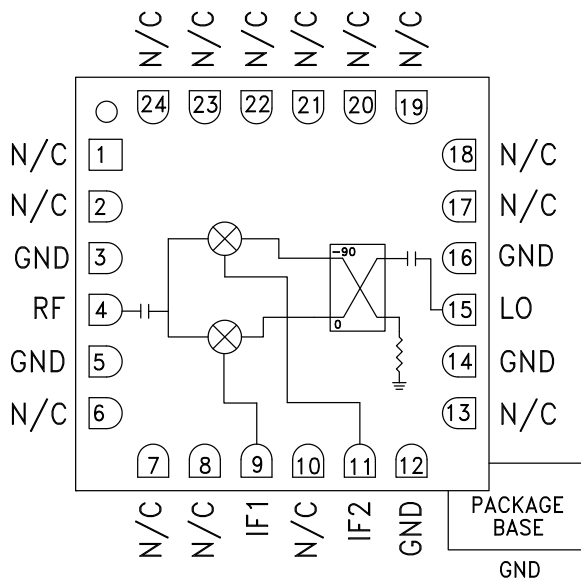 N/C N/C N/C N/C N/C N/C
24 23 22 21 20 19
N/C 1
18 N/C
N/C 2
17 N/C
GND 3
16 GND
-90
RF 4
15 LO
0
GND 5
14 GND
N/C 6
13 N/C
7 8 9 10 11 12
N/C N/C IF1 N/C IF2 GND
PACKAGE
BASE
GND